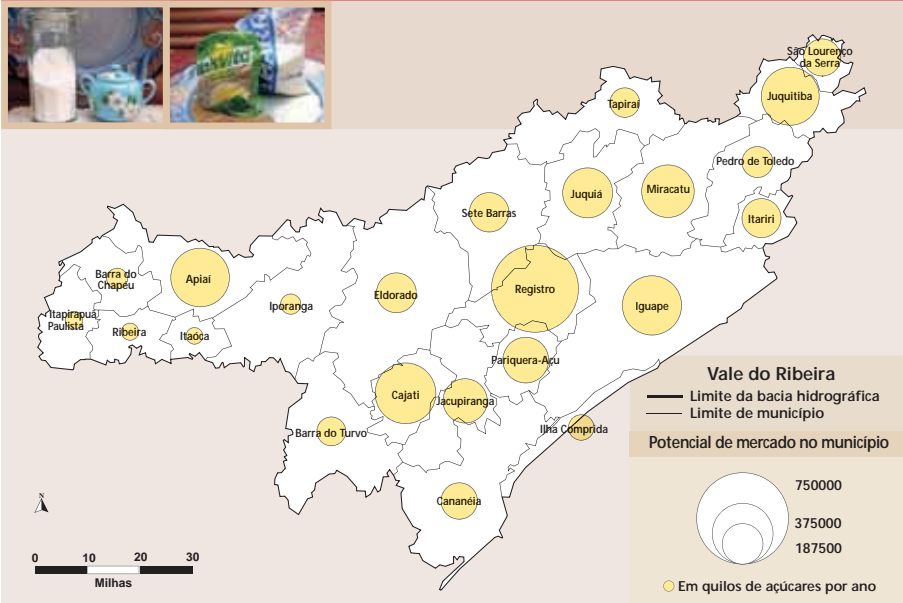 São Lourenço
da Serra
Juquitiba
Tapiraí
Pedro de Toledo
Juquiá
Miracatu
Sete Barras
Itariri
Barra do
Chapéu
Apiaí
Registro
Eldorado
Iporanga
Iguape
Itapirapuã
Paulista
Ribeira
Itaóca
Pariquera-Açu
Cajati
Jacupiranga
Barra do Turvo
Ilha Comprida
Cananéia
Vale do Ribeira
Limite da bacia hidrográfica
Limite de município
Potencial de mercado no município
750000
375000
187500
Em quilos de açúcares por ano
N
0 10 20 30
Milhas